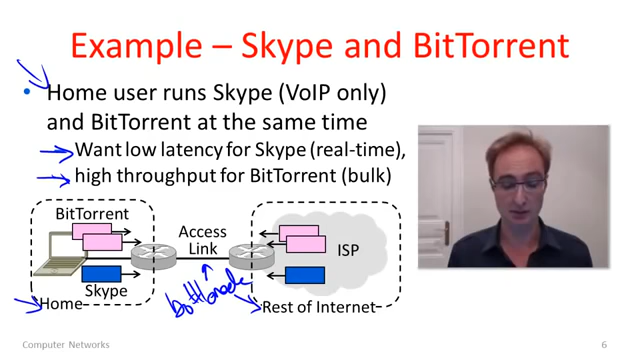 Example – Skype and BitTorrent
• Home user runs Skype (VoIP only)
and BitTorrent at the same time
Want low latency for Skype (real-time),
high throughput for BitTorrent (bulk)
BitTorrent
Access
Link
ISP
Skype
Home
Rest of Internet
Computer Networks
6